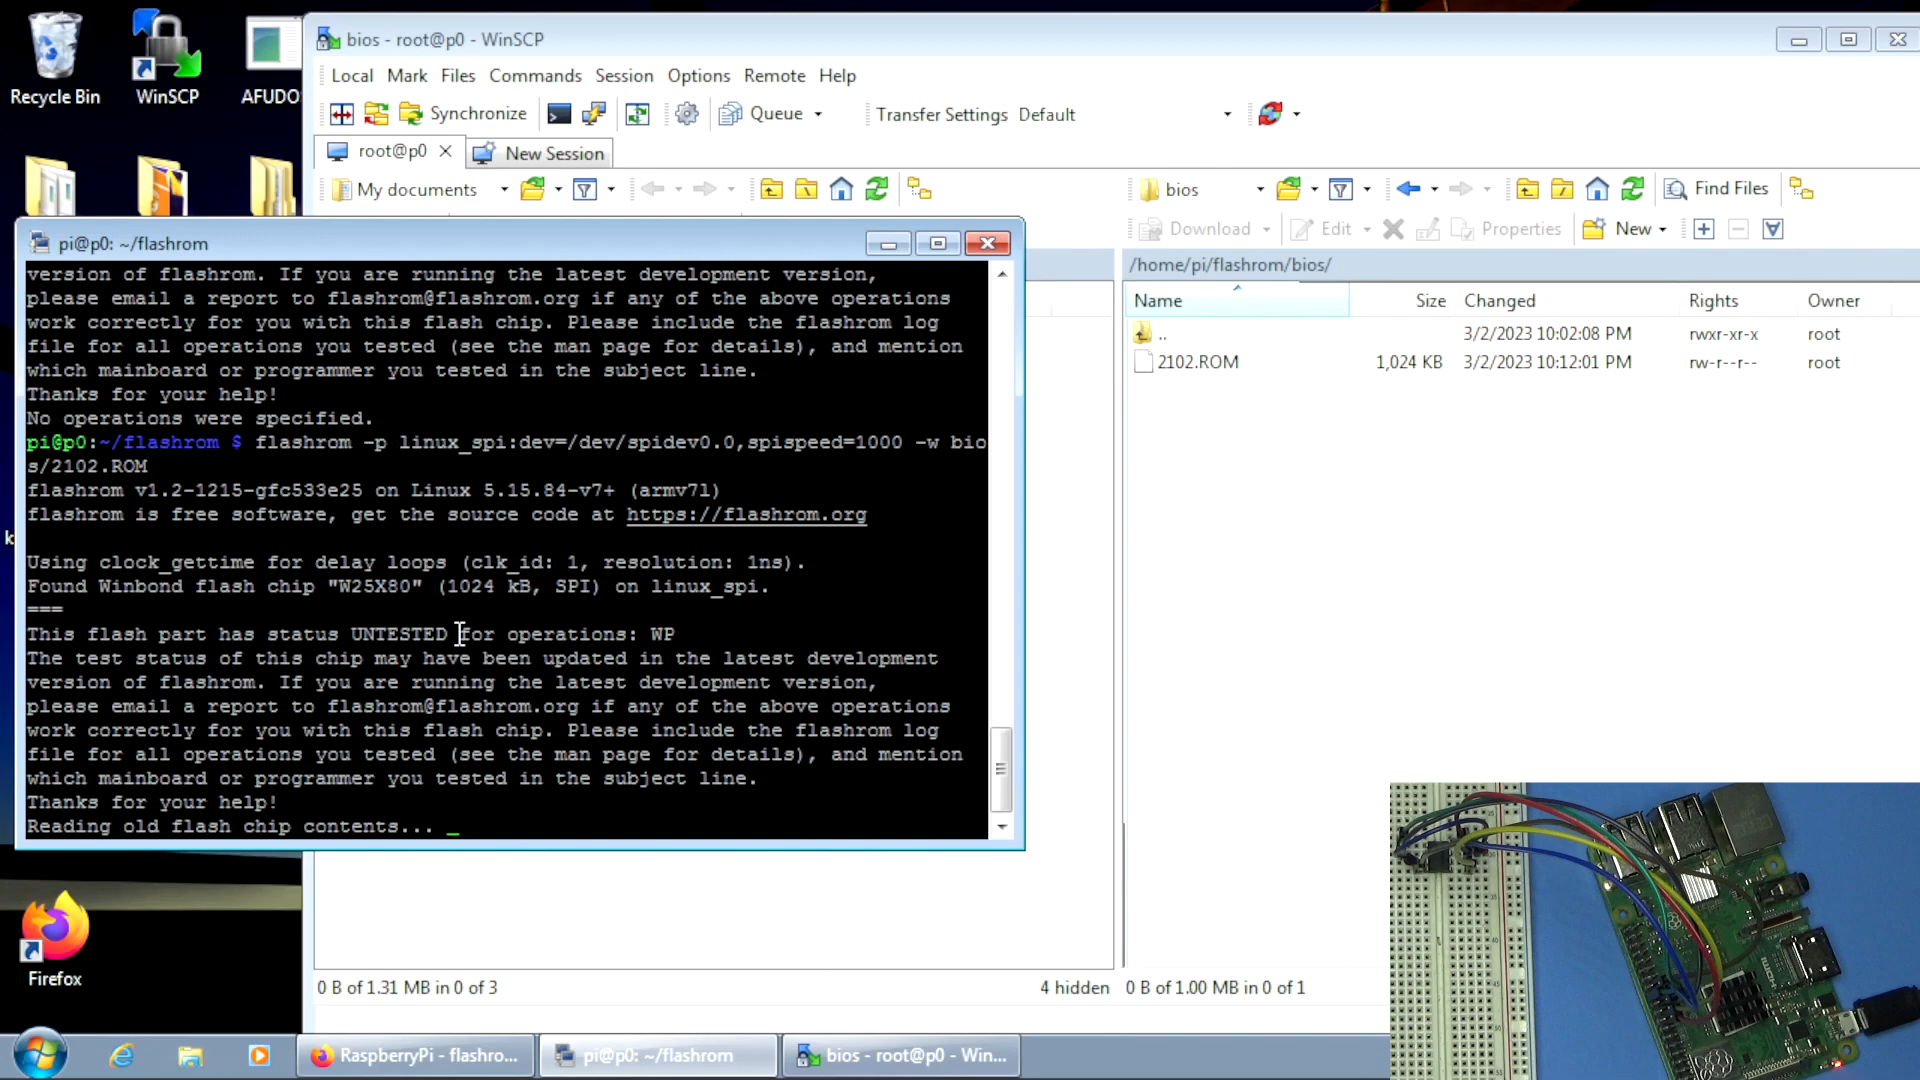 Recycle Bin
WinSCP
AFUDO
bios - root@p0 - WinSCP
Local Mark Files Commands Session Options Remote Help
Synchronize Queue Transfer Settings Default
root@p0 New Session
My documents
bios Find Files
Download Edit Properties New
/home/pi/flashrom/bios/
Name Size Changed Rights Owner
.. 3/2/2023 10:02:08 PM rwxr-xr-x root
2102.ROM 1,024 KB 3/2/2023 10:12:01 PM rw-r--r-- root
pi@p0: ~/flashrom
version of flashrom. If you are running the latest development version,
please email a report to flashrom@flashrom.org if any of the above operations
work correctly for you with this flash chip. Please include the flashrom log
file for all operations you tested (see the man page for details), and mention
which mainboard or programmer you tested in the subject line.
Thanks for your help!
No operations were specified.
pi@p0:~/flashrom $ flashrom -p linux_spi:dev=/dev/spidev0.0,spispeed=1000 -w bio
s/2102.ROM
flashrom v1.2-1215-gfc533e25 on Linux 5.15.84-v7+ (armv7l)
flashrom is free software, get the source code at https://flashrom.org
Using clock_gettime for delay loops (clk_id: 1, resolution: 1ns).
Found Winbond flash chip "W25X80" (1024 kB, SPI) on linux_spi.
===
This flash part has status UNTESTED for operations: WP
The test status of this chip may have been updated in the latest development
version of flashrom. If you are running the latest development version,
please email a report to flashrom@flashrom.org if any of the above operations
work correctly for you with this flash chip. Please include the flashrom log
file for all operations you tested (see the man page for details), and mention
which mainboard or programmer you tested in the subject line.
Thanks for your help!
Reading old flash chip contents... _
k
Firefox
0 B of 1.31 MB in 0 of 3 4 hidden
0 B of 1.00 MB in 0 of 1
RaspberryPi - flashro...
pi@p0: ~/flashrom
bios - root@p0 - Win...